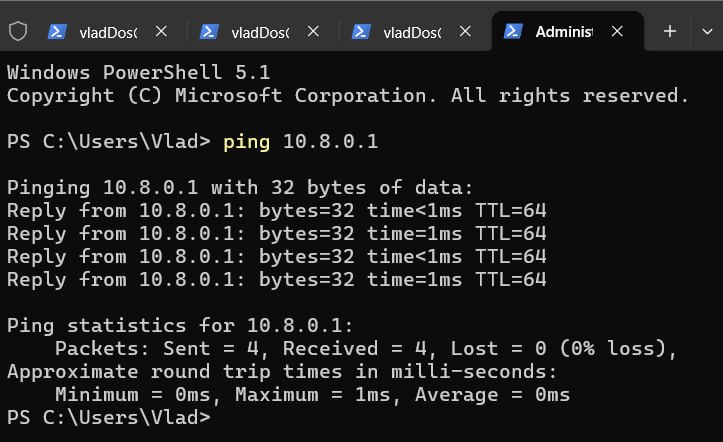 vladDos(
vladDos(
vladDos(
Administ
Windows PowerShell 5.1
Copyright (C) Microsoft Corporation. All rights reserved.
PS C:\Users\Vlad> ping 10.8.0.1
Pinging 10.8.0.1 with 32 bytes of data:
Reply from 10.8.0.1: bytes=32 time<1ms TTL=64
Reply from 10.8.0.1: bytes=32 time=1ms TTL=64
Reply from 10.8.0.1: bytes=32 time<1ms TTL=64
Reply from 10.8.0.1: bytes=32 time=1ms TTL=64
Ping statistics for 10.8.0.1:
    Packets: Sent = 4, Received = 4, Lost = 0 (0% loss),
Approximate round trip times in milli-seconds:
    Minimum = 0ms, Maximum = 1ms, Average = 0ms
PS C:\Users\Vlad>